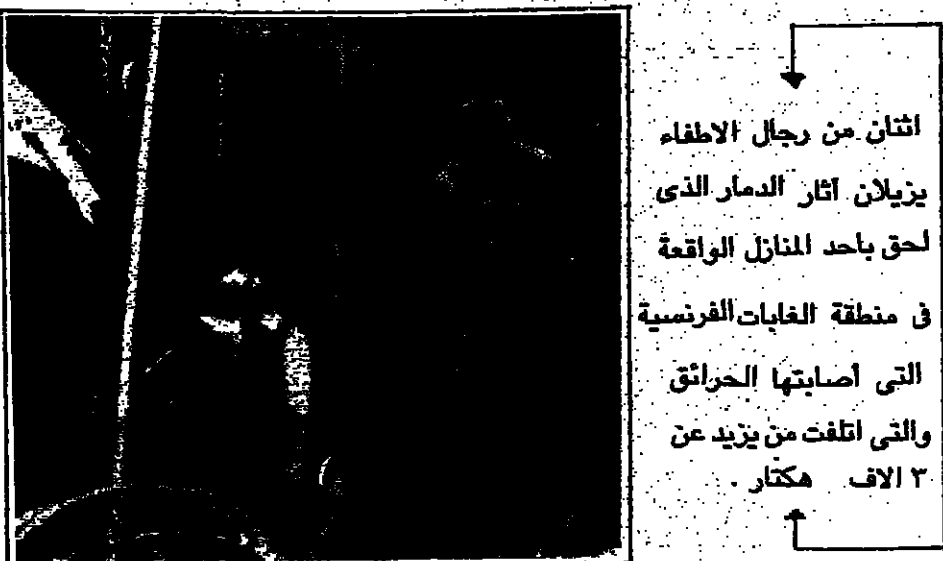 اثنان من رجال الاطفاء
يزيلان آثار الدمار الذى
لحق باحد المنازل الواقعة
فى منطقة الغابات الفرنسية
التى أصابتها الحرائق
والتى اتلفت من يزيد عن
٣ الاف هكتار .